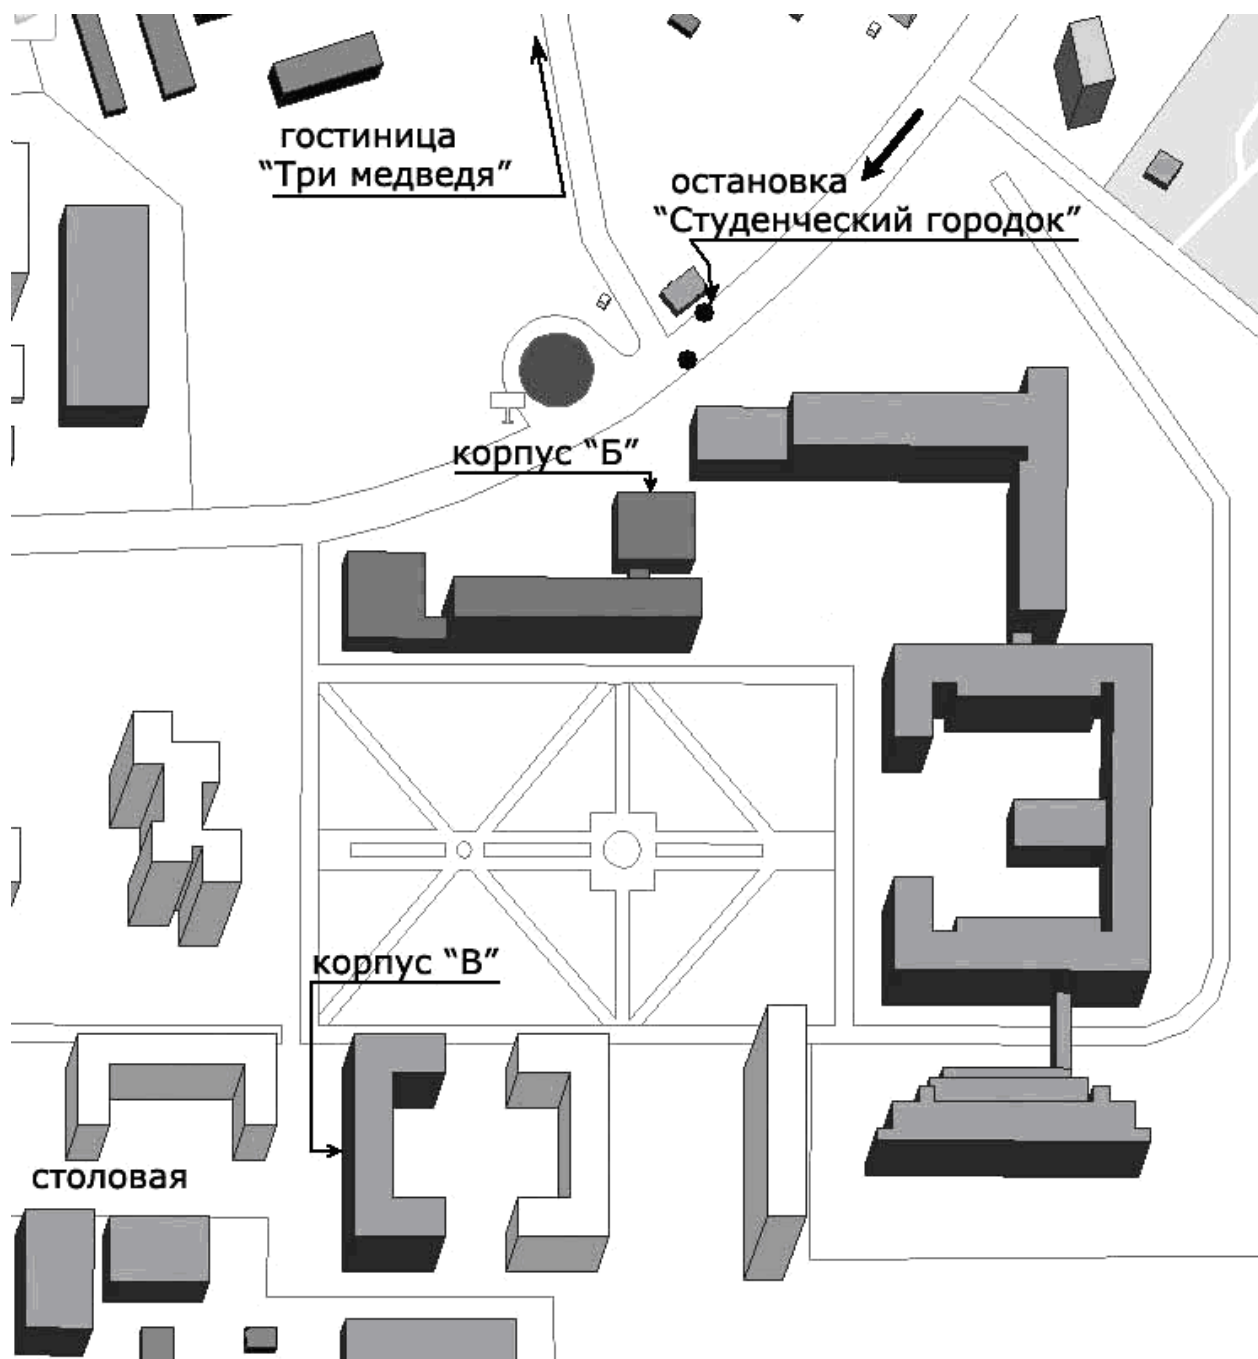 гостиница
“Три медведя”
остановка
“Студенческий городок”
корпус “Б”
корпус “В”
столовая